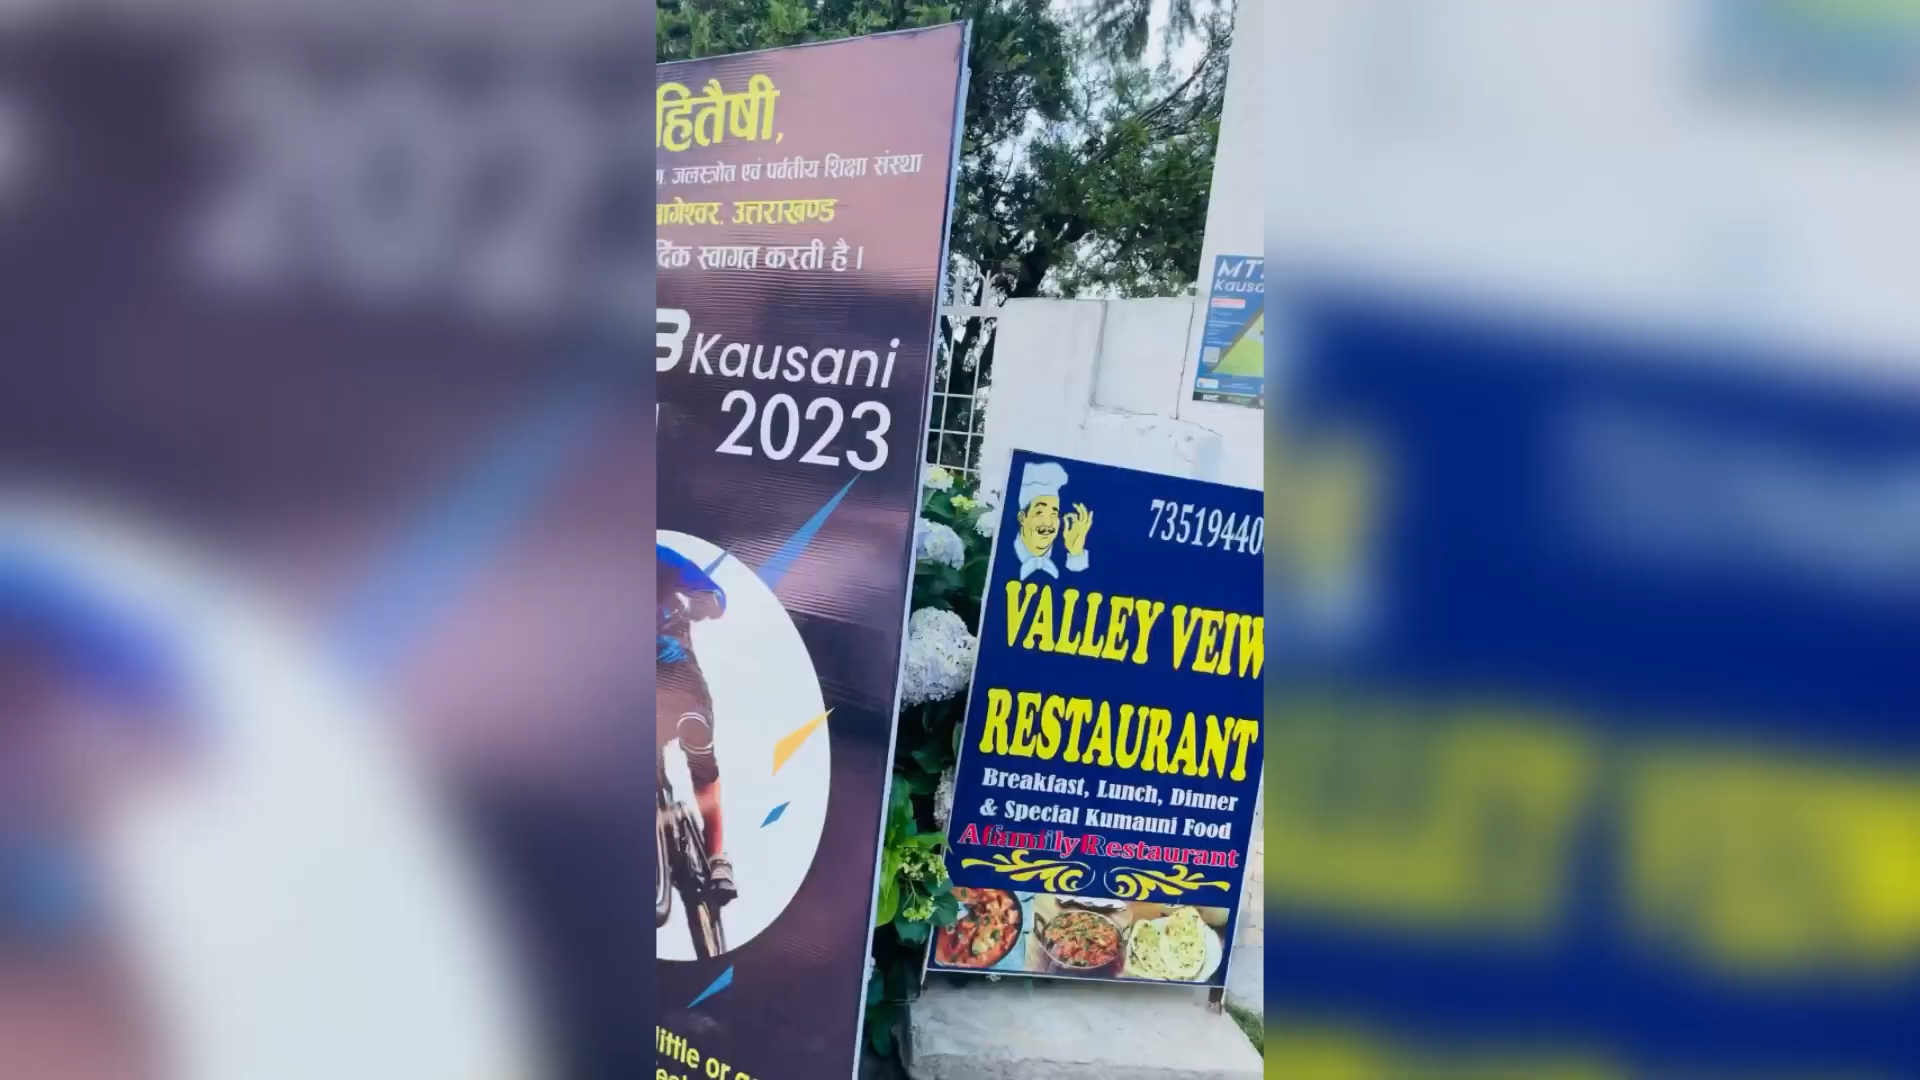 हितैषी,
जलस्त्रोत एवं पर्वतीय शिक्षा संस्था
बागेश्वर, उत्तराखण्ड
स्वागत करती है।
Kausani
2023
little or
MT
Kausa
73519440
VALLEY VEIW
RESTAURANT
Breakfast, Lunch, Dinner
& Special Kumauni Food
A family Restaurant